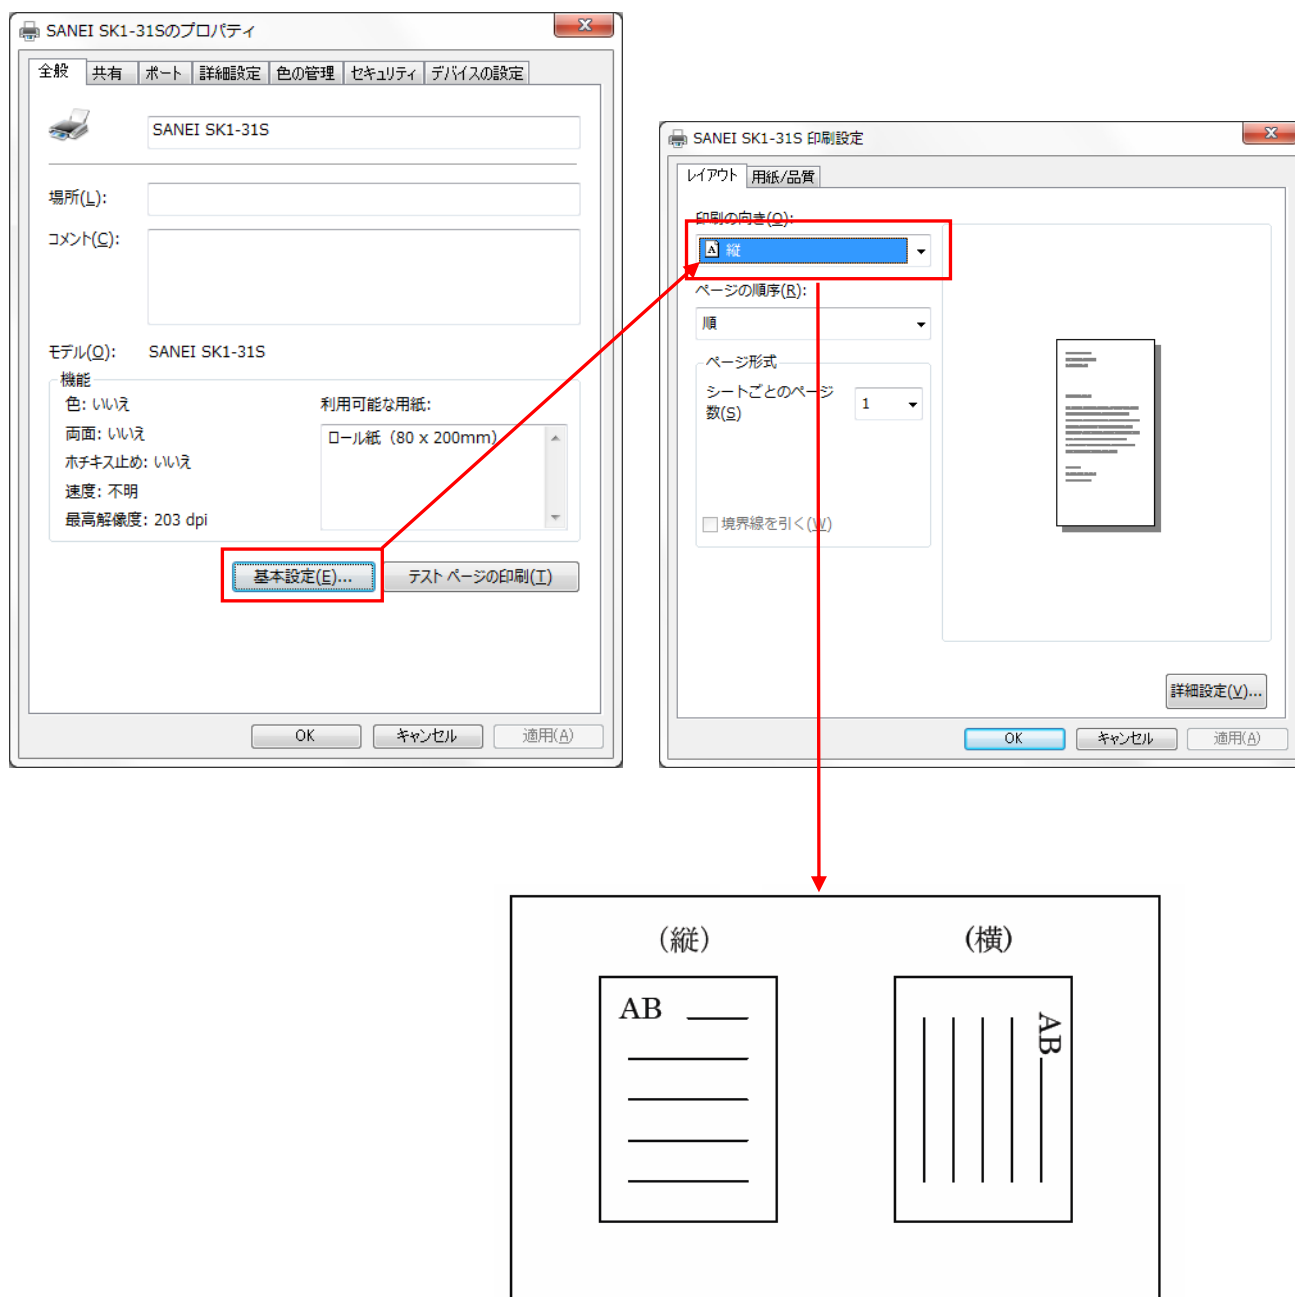 SANEI SK1-31Sのプロパティ
全般 共有 ポート 詳細設定 色の管理 セキュリティ デバイスの設定
SANEI SK1-31S
場所(L):
コメント(C):
モデル(O): SANEI SK1-31S
機能
色: いいえ
両面: いいえ
ホチキス止め: いいえ
速度: 不明
最高解像度: 203 dpi
利用可能な用紙:
ロール紙 (80 x 200mm)
基本設定(E)... テスト ページの印刷(T)
OK キャンセル 適用(A)
SANEI SK1-31S 印刷設定
レイアウト 用紙/品質
印刷の向き(O):
A 縦
ページの順序(R):
順
ページ形式
シートごとのページ
数(S)
1
境界線を引く(W)
詳細設定(V)...
OK キャンセル 適用(A)
(縦)
AB
(横)
AB